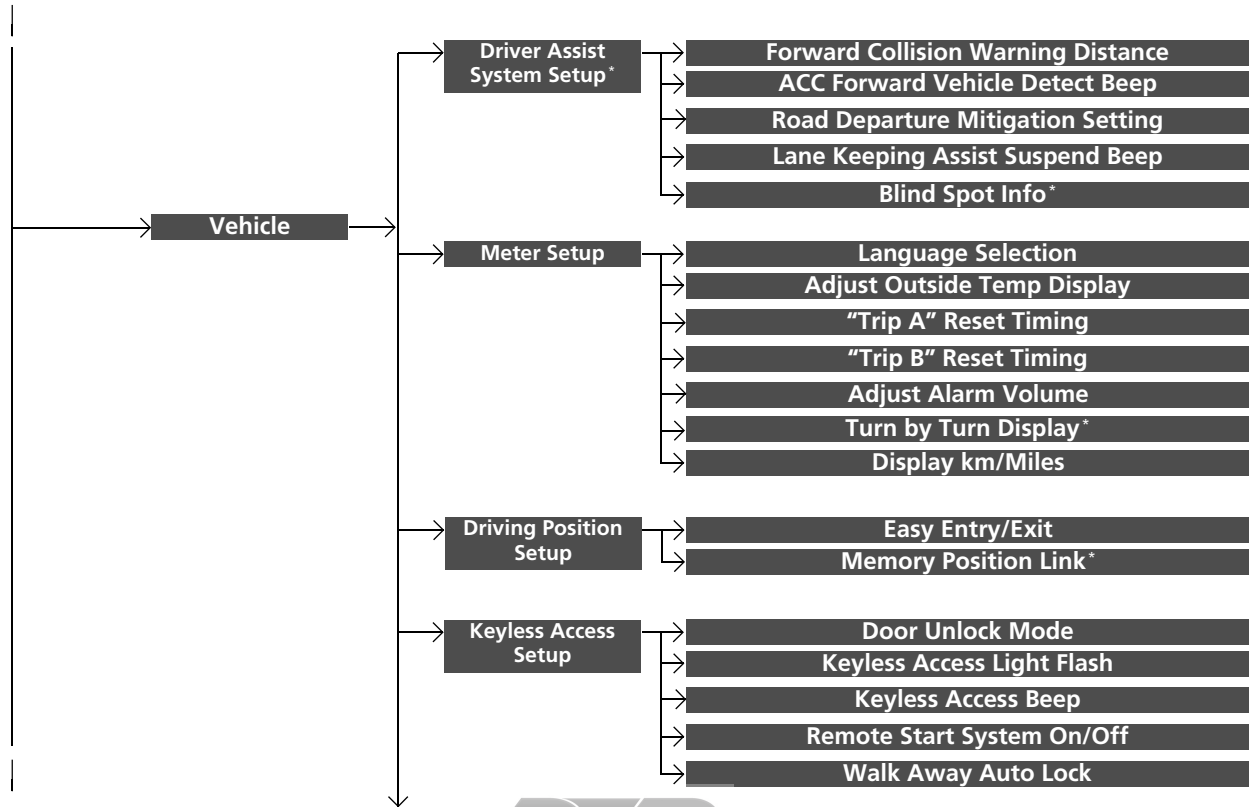 Driver Assist
System Setup*
Forward Collision Warning Distance
ACC Forward Vehicle Detect Beep
Road Departure Mitigation Setting
Lane Keeping Assist Suspend Beep
Blind Spot Info*
Vehicle
Meter Setup
Language Selection
Adjust Outside Temp Display
“Trip A” Reset Timing
“Trip B” Reset Timing
Adjust Alarm Volume
Turn by Turn Display*
Display km/Miles
Driving Position
Setup
Easy Entry/Exit
Memory Position Link*
Keyless Access
Setup
Door Unlock Mode
Keyless Access Light Flash
Keyless Access Beep
Remote Start System On/Off
Walk Away Auto Lock